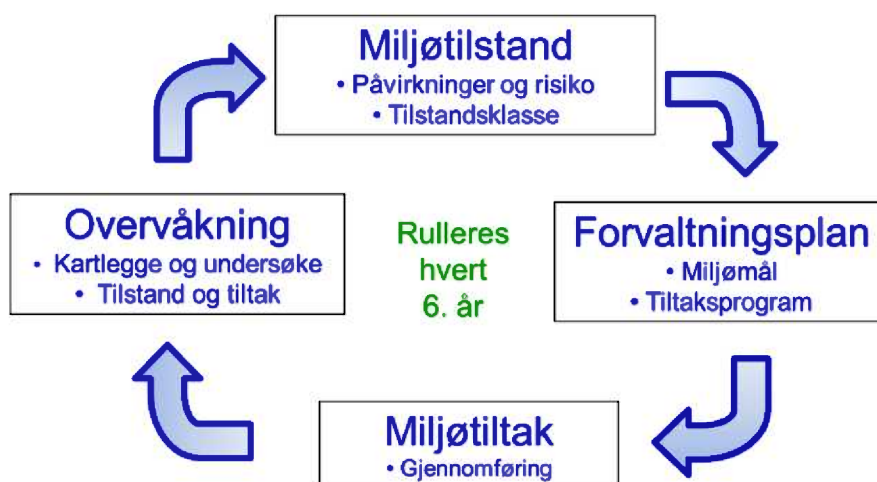 Miljøtilstand
• Påvirkninger og risiko
• Tilstandsklasse
Overvåkning
• Kartlegge og undersøke
• Tilstand og tiltak
Rulleres
hvert
6. år
Forvaltningsplan
• Miljømål
• Tiltaksprogram
Miljøtiltak
• Gjennomføring